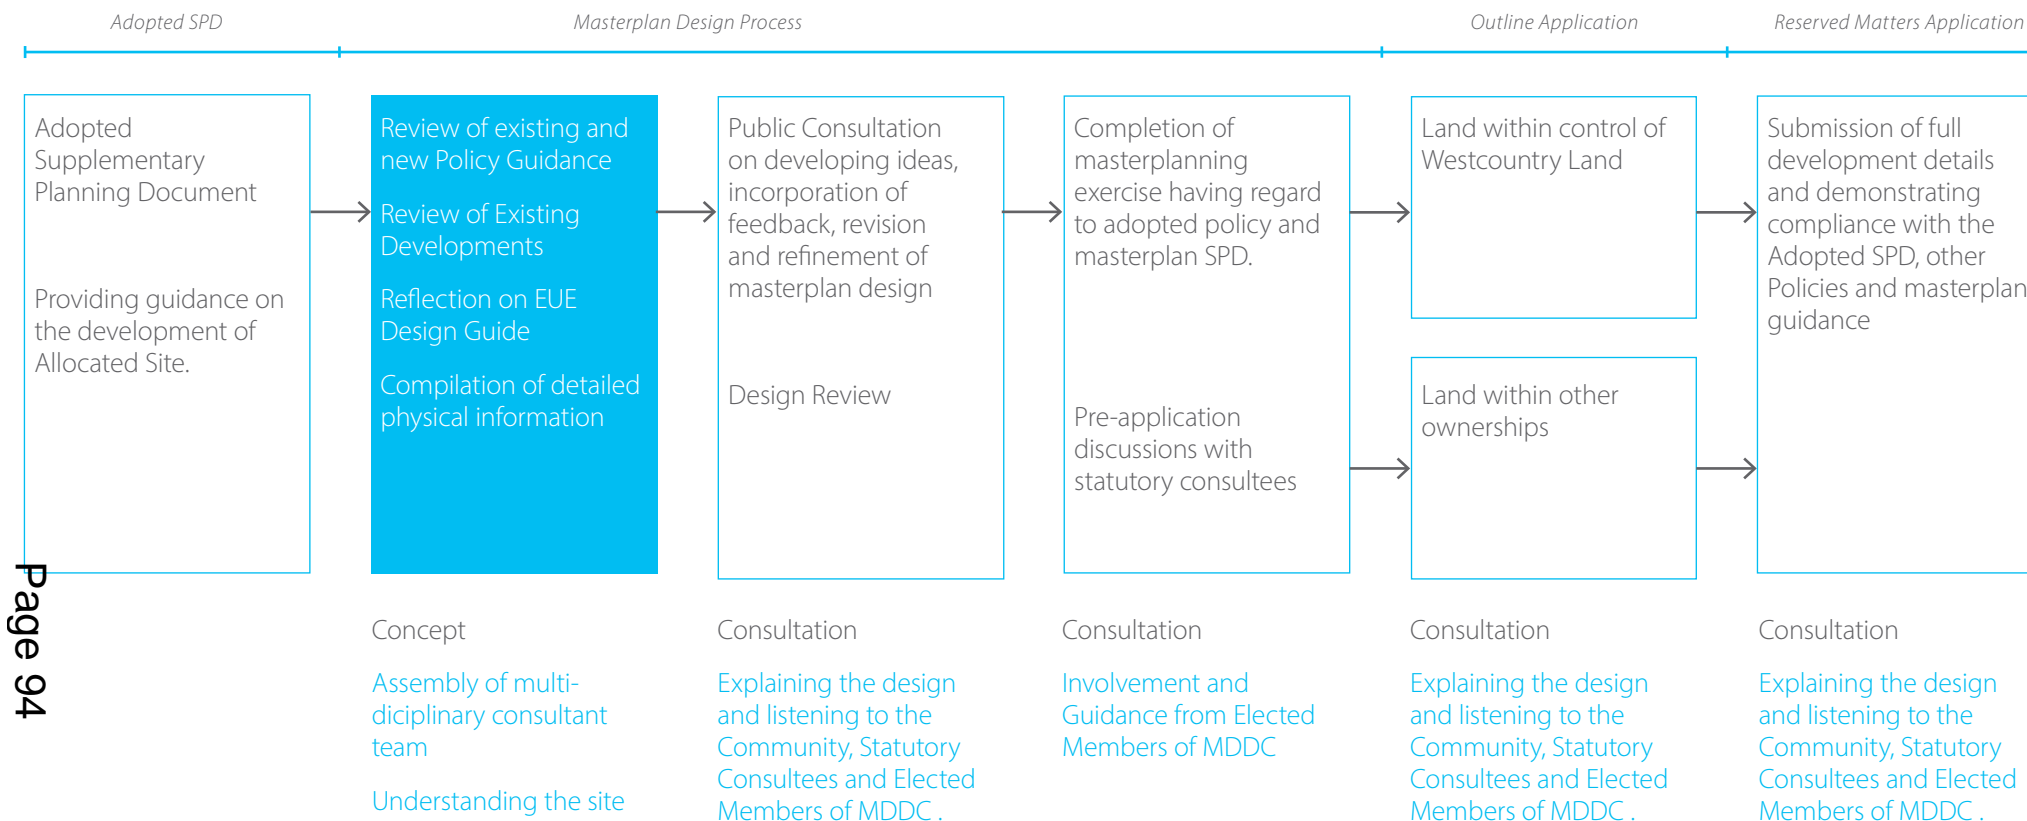 Adopted SPD
Masterplan Design Process
Outline Application
Reserved Matters Application
Adopted
Supplementary
Planning Document
Providing guidance on
the development of
Allocated Site.
Review of existing and
new Policy Guidance
Review of Existing
Developments
Reflection on EUE
Design Guide
Compilation of detailed
physical information
Public Consultation
on developing ideas,
incorporation of
feedback, revision
and refinement of
masterplan design
Design Review
Completion of
masterplanning
exercise having regard
to adopted policy and
masterplan SPD.
Pre-application
discussions with
statutory consultees
Land within control of
Westcountry Land
Land within other
ownerships
Submission of full
development details
and demonstrating
compliance with the
Adopted SPD, other
Policies and masterplan
guidance
Concept
Assembly of multi-
diciplinary consultant
team
Understanding the site
Consultation
Explaining the design
and listening to the
Community, Statutory
Consultees and Elected
Members of MDDC .
Consultation
Involvement and
Guidance from Elected
Members of MDDC
Consultation
Explaining the design
and listening to the
Community, Statutory
Consultees and Elected
Members of MDDC .
Consultation
Explaining the design
and listening to the
Community, Statutory
Consultees and Elected
Members of MDDC .
Page 94